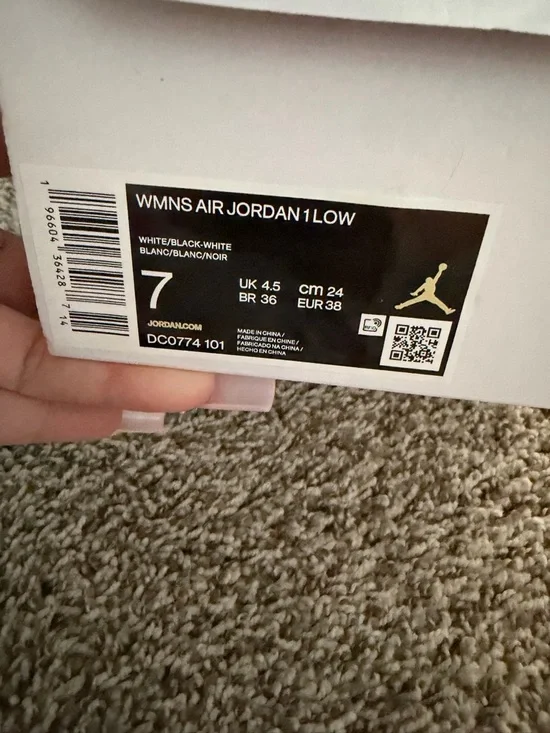 WMNS AIR JORDAN 1 LOW
WHITE/BLACK-WHITE
BLANC/BLANC/NOIR
7
UK 4.5
BR 36
cm 24
EUR 38
JORDAN.COM
DC0774 101
MADE IN CHINA /
FABRIQUE EN CHINE /
FABRICADO NA CHINA /
HECHO EN CHINA
1 96604 36428 7 14